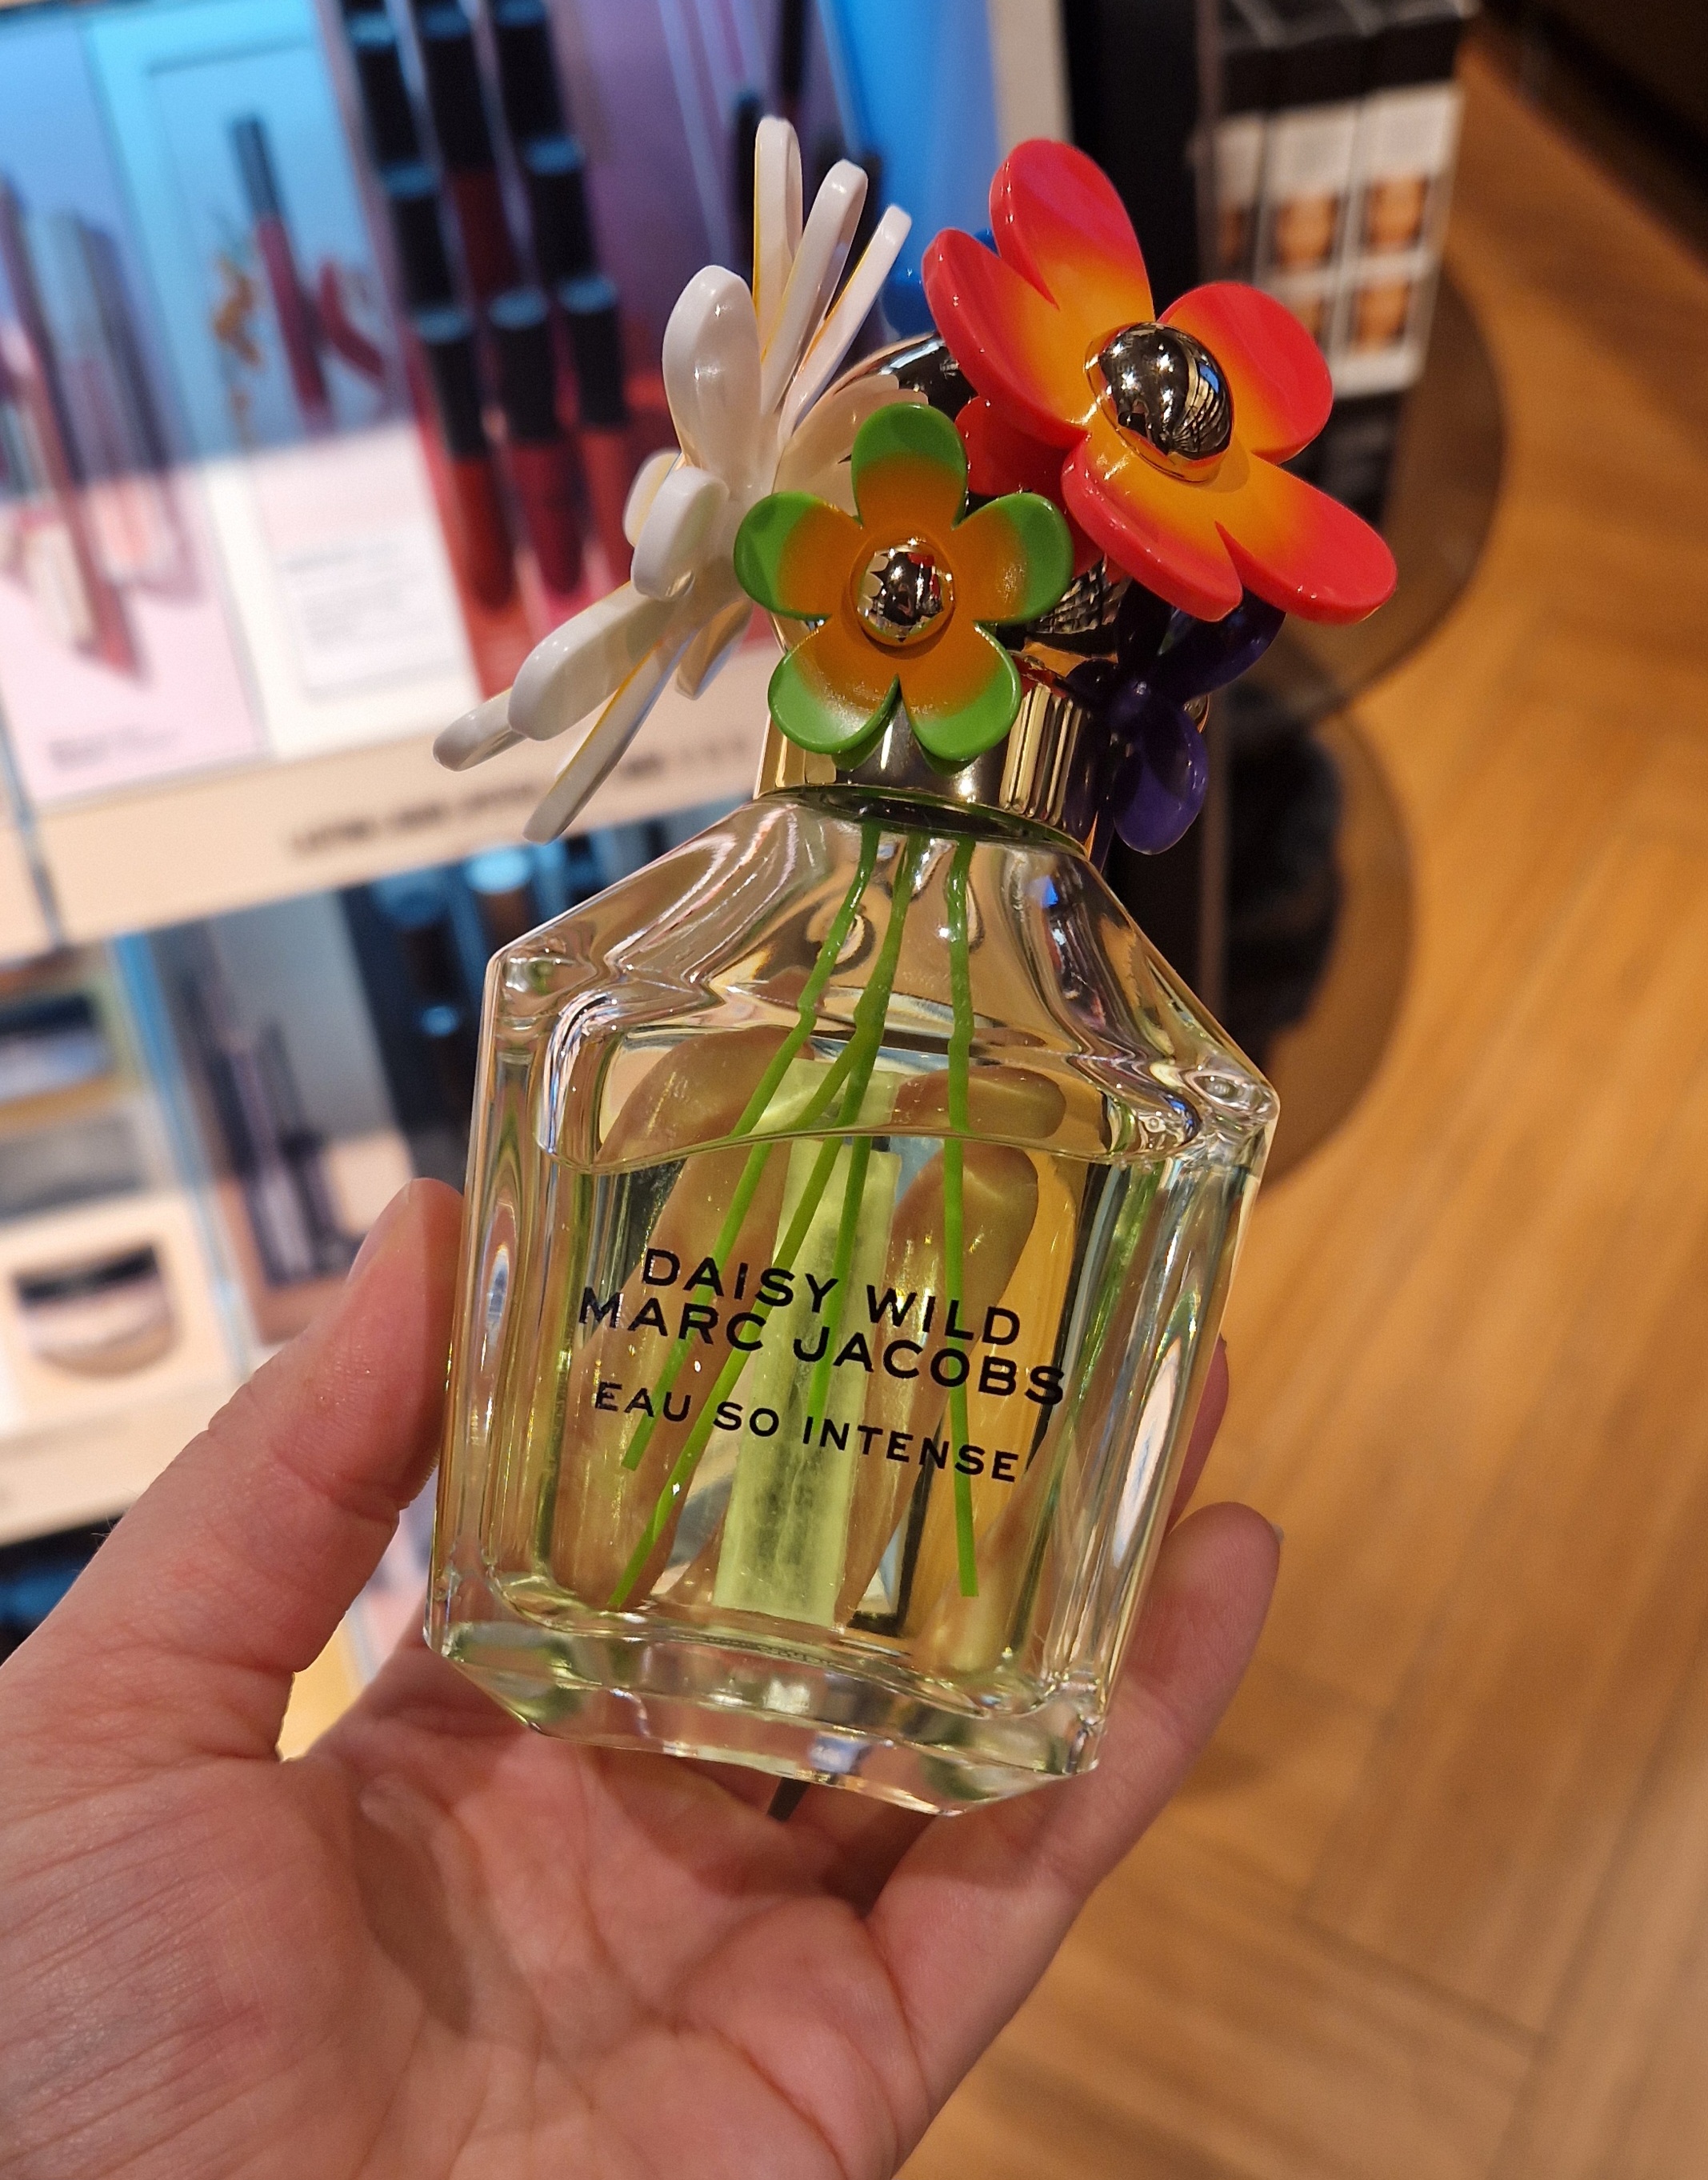 DAISY WILD
MARC JACOBS
EAU SO INTENSE